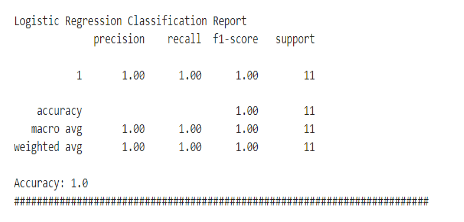 Logistic Regression Classification Report
precision recall f1-score support
1 1.00 1.00 1.00 11
accuracy 1.00 11
macro avg 1.00 1.00 1.00 11
weighted avg 1.00 1.00 1.00 11
Accuracy: 1.0
########################################################################